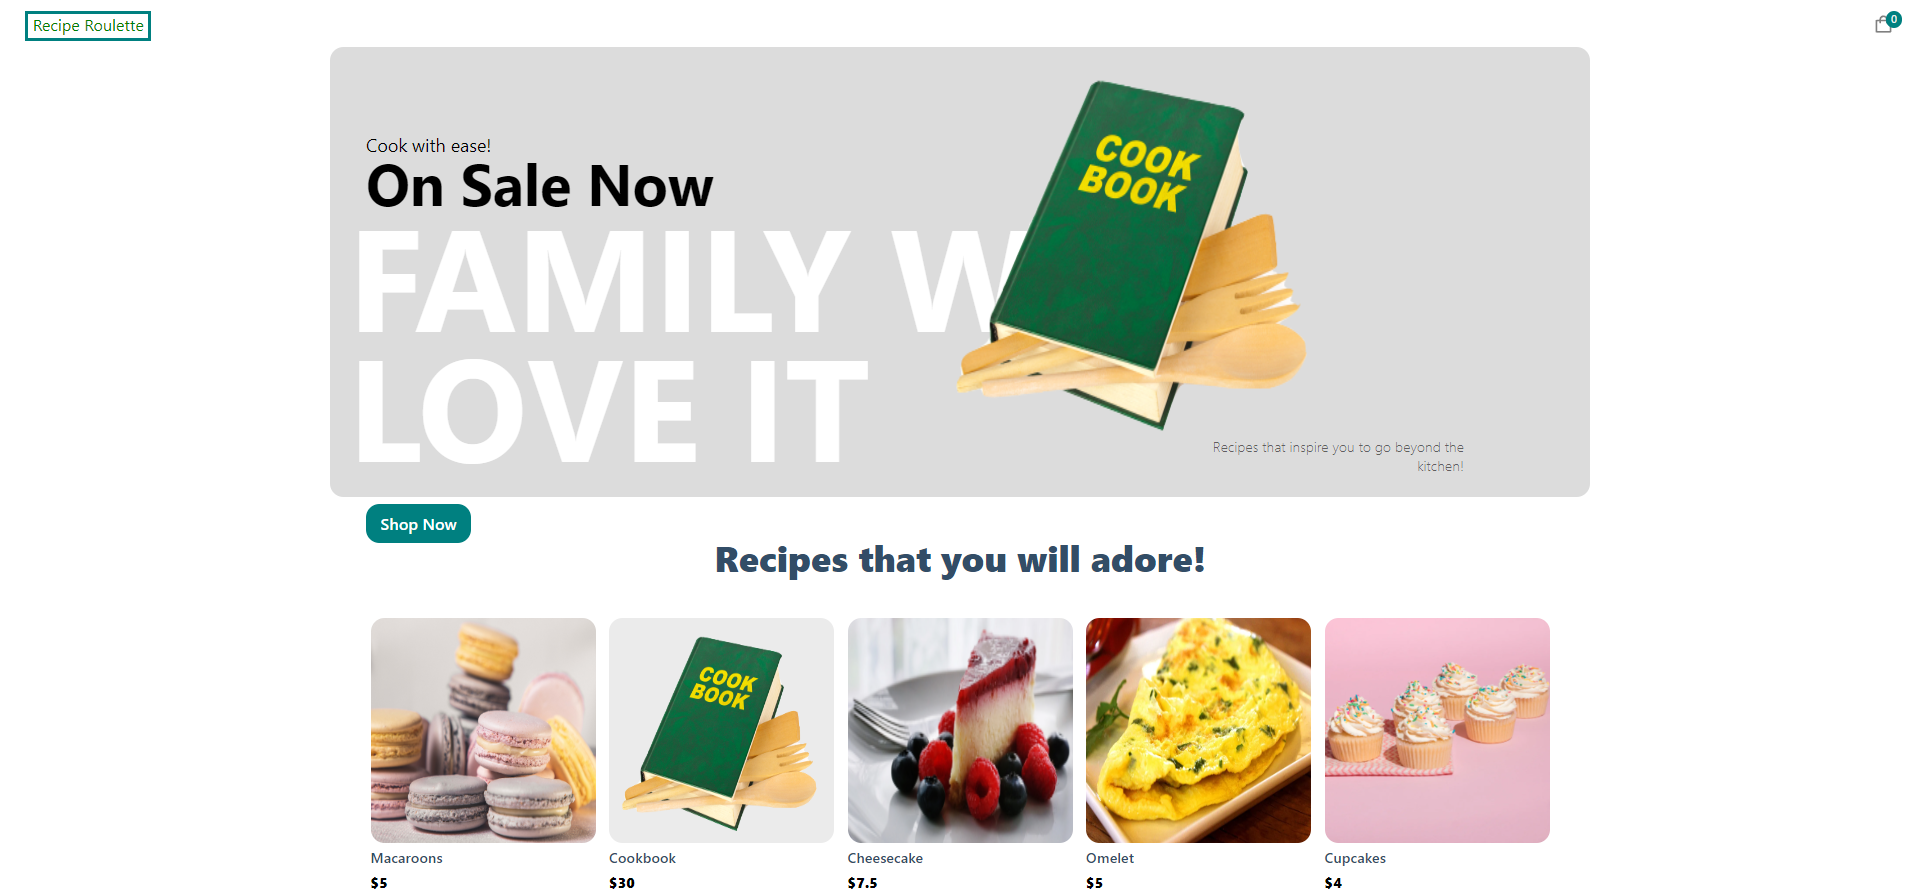 Recipe Roulette
0
Cook with ease!
On Sale Now
FAMILY W
LOVE IT
COOK
BOOK
Recipes that inspire you to go beyond the
kitchen!
Shop Now
Recipes that you will adore!
COOK
BOOK
Macaroons
Cookbook
Cheesecake
Omelet
Cupcakes
$5
$30
$7.5
$5
$4